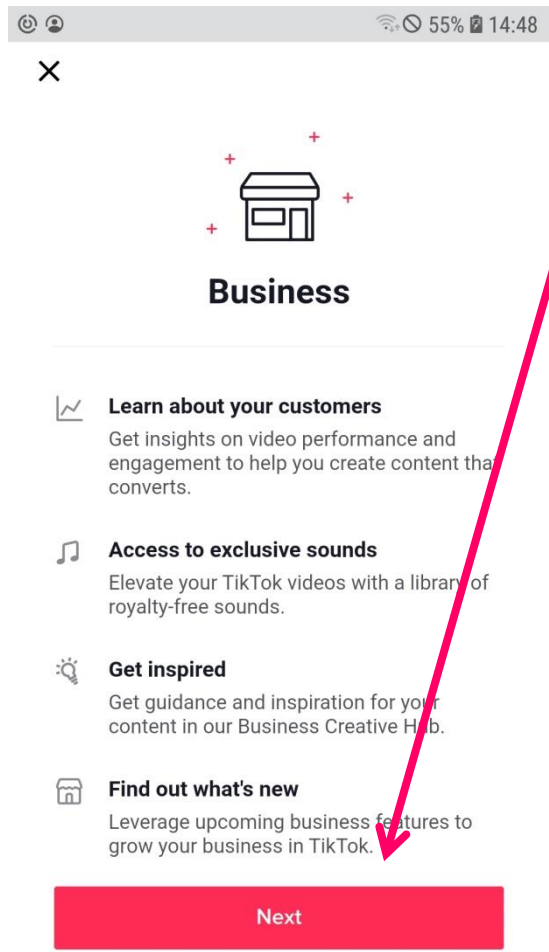 55% 14:48
Business
Learn about your customers
Get insights on video performance and
engagement to help you create content that
converts.
Access to exclusive sounds
Elevate your TikTok videos with a library of
royalty-free sounds.
Get inspired
Get guidance and inspiration for your
content in our Business Creative Hub.
Find out what's new
Leverage upcoming business features to
grow your business in TikTok.
Next